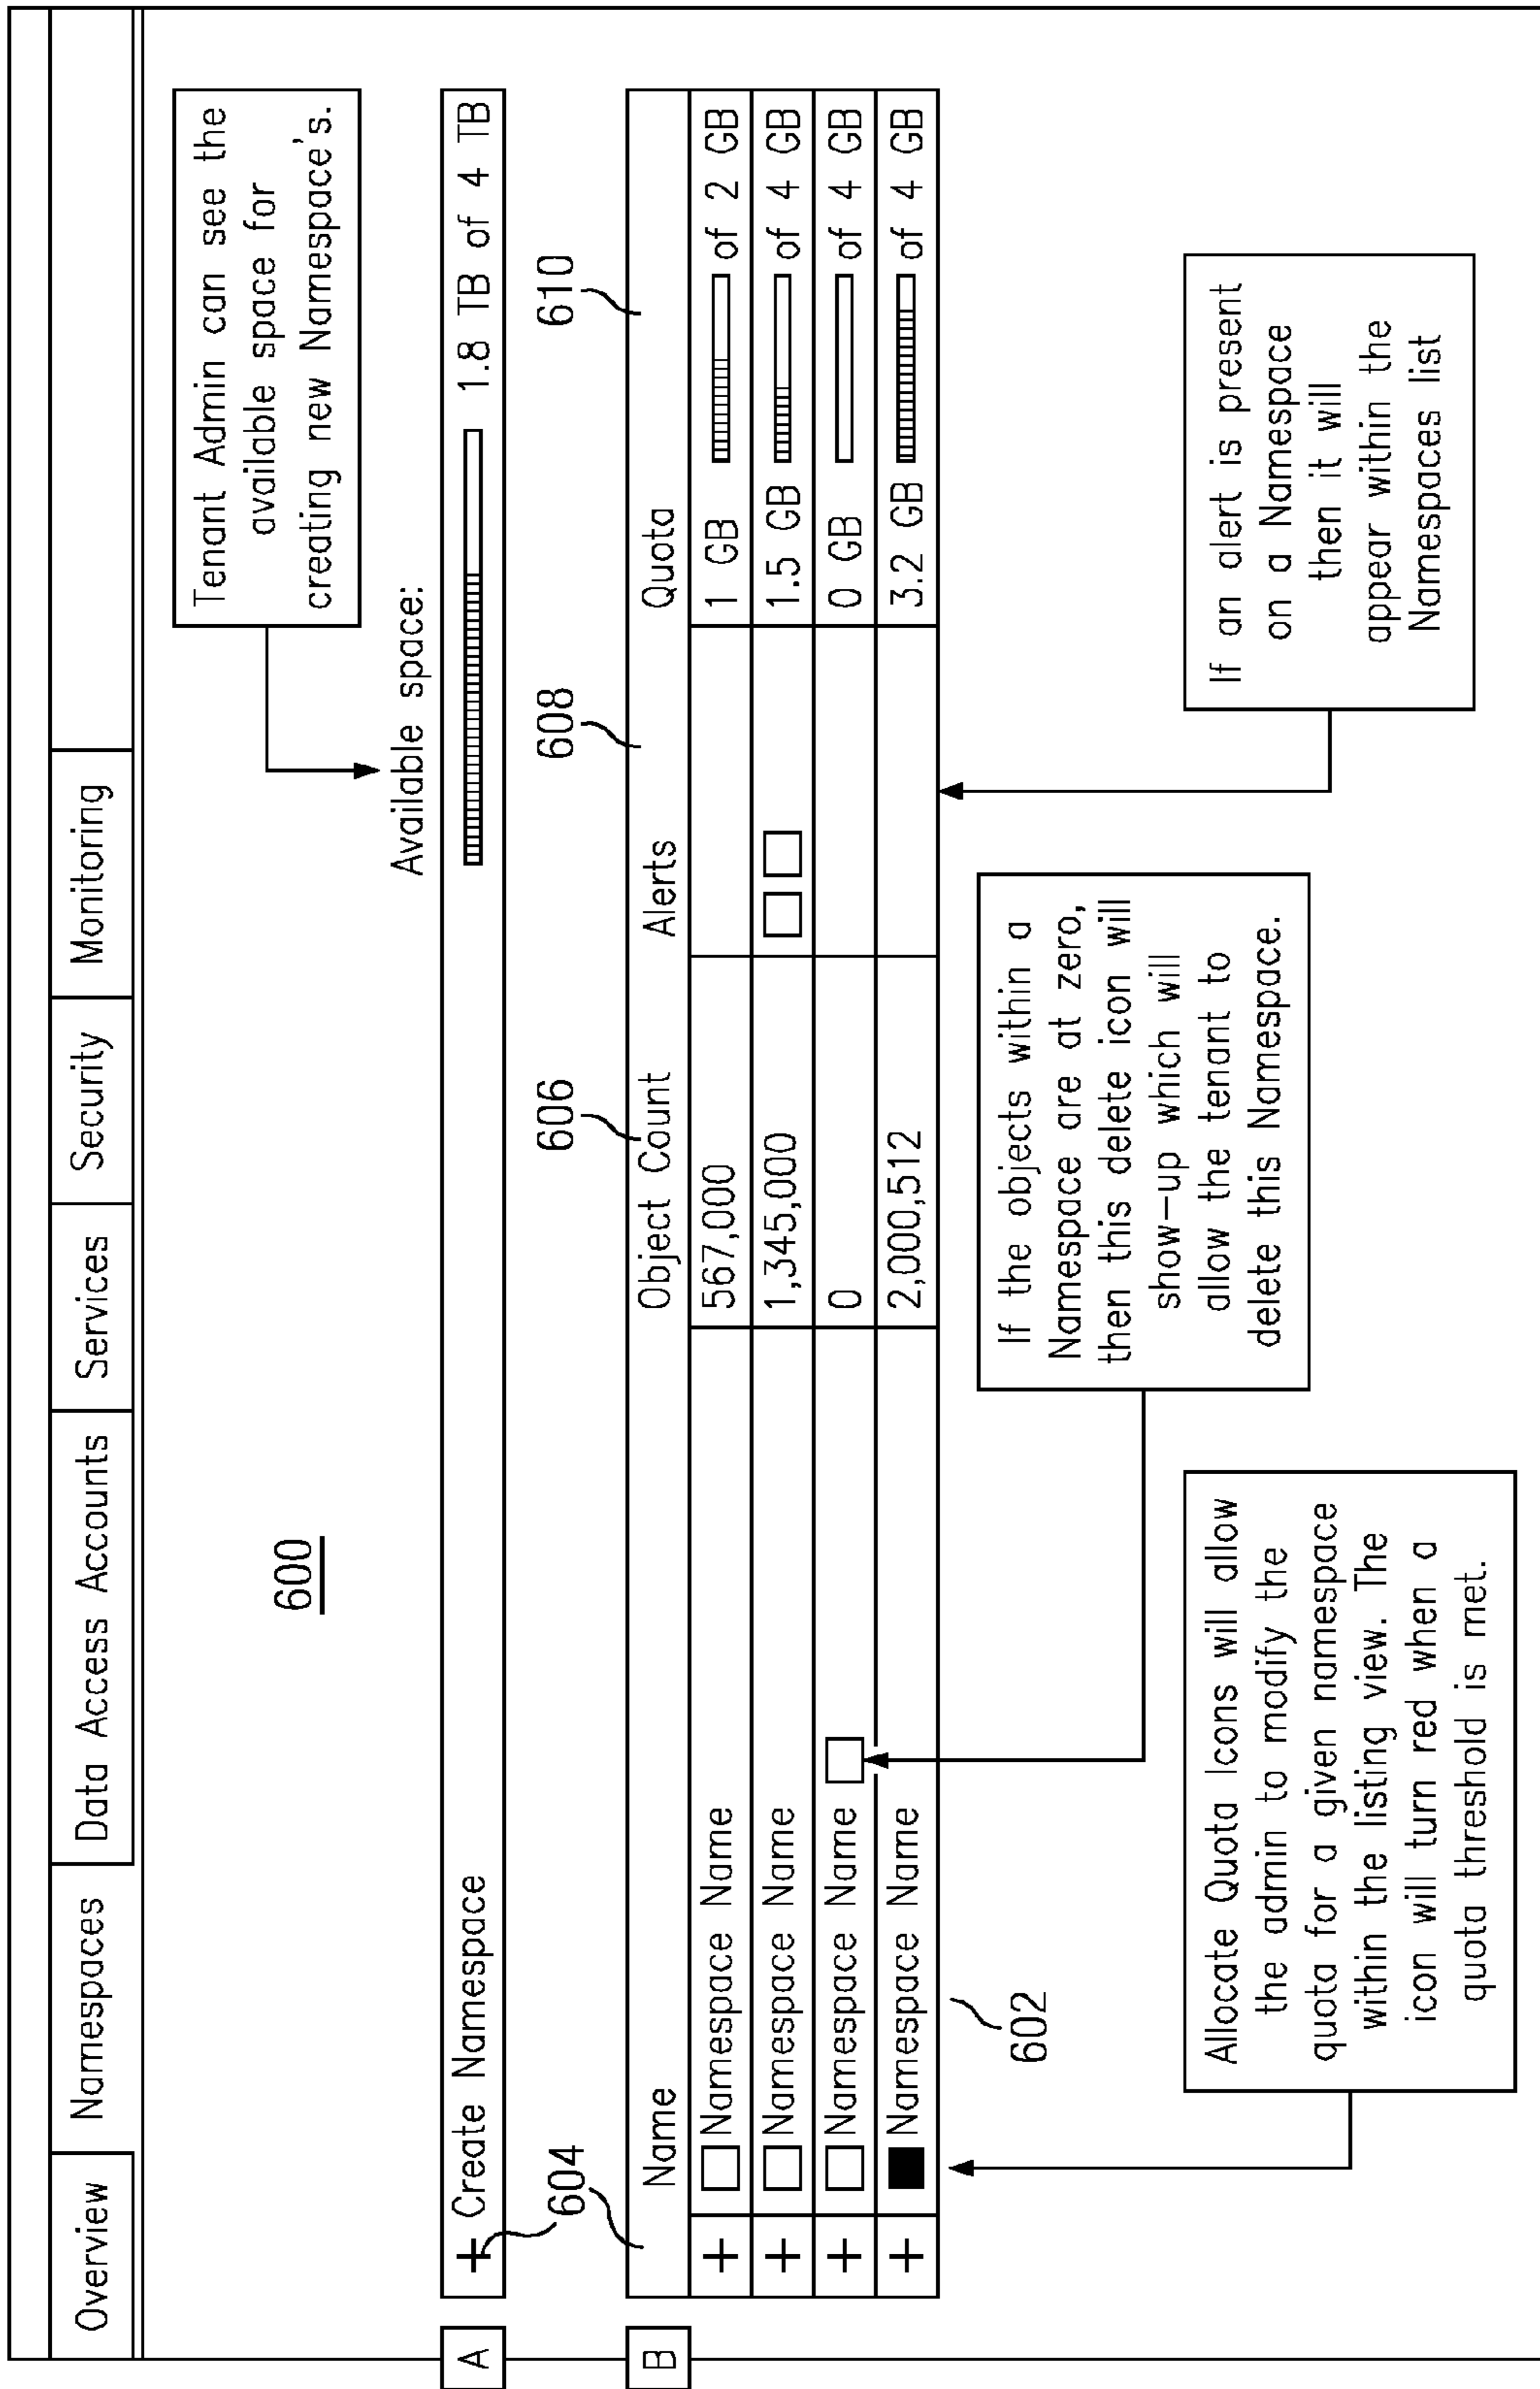 Overview Namespaces Data Access Accounts Services Security Monitoring
600
Tenant Admin can see the
available space for
creating new Namespace's.
Available space:
A + Create Namespace 1.8 TB of 4 TB
604 606 608 610
B Name Object Count Alerts Quota
+ Namespace Name 567,000 1 GB of 2 GB
+ Namespace Name 1,345,000 1.5 GB of 4 GB
+ Namespace Name 0 0 GB of 4 GB
+ Namespace Name 2,000,512 3.2 GB of 4 GB
602
Allocate Quota Icons will allow
the admin to modify the
quota for a given namespace
within the listing view. The
icon will turn red when a
quota threshold is met.
If the objects within a
Namespace are at zero,
then this delete icon will
show-up which will
allow the tenant to
delete this Namespace.
If an alert is present
on a Namespace
then it will
appear within the
Namespaces list